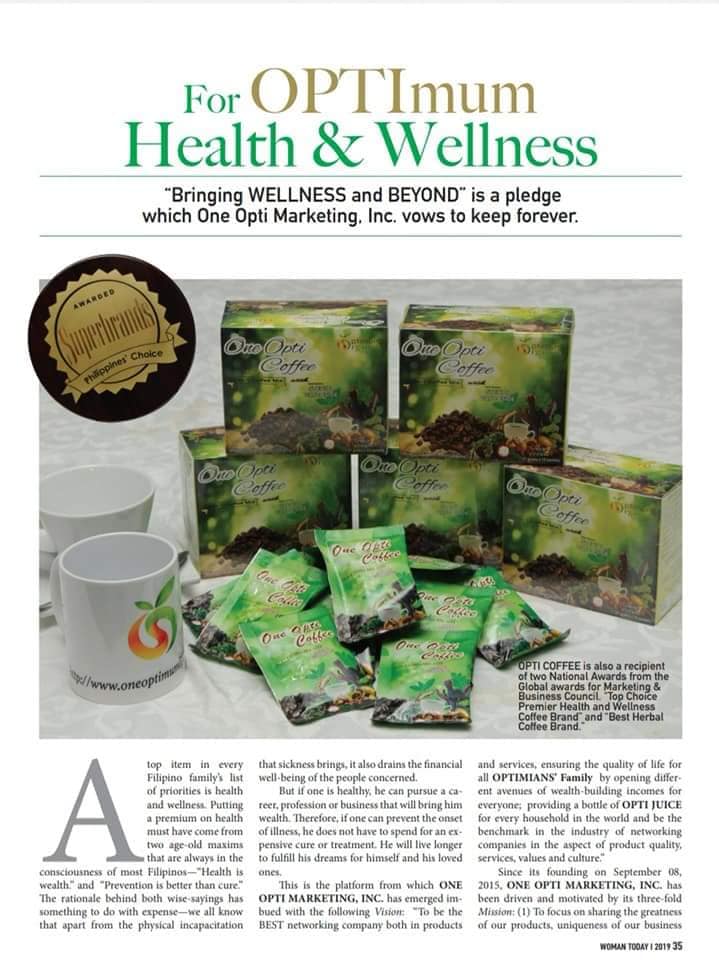 For OPTImum
Health & Wellness
"Bringing WELLNESS and BEYOND" is a pledge
which One Opti Marketing, Inc. vows to keep forever.
AWARDED
Superbrands
Philippines' Choice
One Opti
Coffee
One Opti
Coffee
One Opti
Coffee
One Opti
Coffee
One Opti
Coffee
One Opti
Coffee
One Opti
Coffee
One Opti
Coffee
One Opti
Coffee
http://www.oneoptimum
OPTI COFFEE is also a recipient
of two National Awards from the
Global awards for Marketing &
Business Council. "Top Choice
Premier Health and Wellness
Coffee Brand" and "Best Herbal
Coffee Brand."
A top item in every
Filipino family's list
of priorities is health
and wellness. Putting
a premium on health
must have come from
two age-old maxims
that are always in the
consciousness of most Filipinos—"Health is
wealth." and "Prevention is better than cure."
The rationale behind both wise-sayings has
something to do with expense—we all know
that apart from the physical incapacitation
that sickness brings, it also drains the financial
well-being of the people concerned.
But if one is healthy, he can pursue a ca-
reer, profession or business that will bring him
wealth. Therefore, if one can prevent the onset
of illness, he does not have to spend for an ex-
pensive cure or treatment. He will live longer
to fulfill his dreams for himself and his loved
ones.
This is the platform from which ONE
OPTI MARKETING, INC. has emerged im-
bued with the following Vision: "To be the
BEST networking company both in products
and services, ensuring the quality of life for
all OPTIMIANS' Family by opening differ-
ent avenues of wealth-building incomes for
everyone; providing a bottle of OPTI JUICE
for every household in the world and be the
benchmark in the industry of networking
companies in the aspect of product quality,
services, values and culture."
Since its founding on September 08,
2015, ONE OPTI MARKETING, INC. has
been driven and motivated by its three-fold
Mission: (1) To focus on sharing the greatness
of our products, uniqueness of our business
WOMAN TODAY I 2019 35